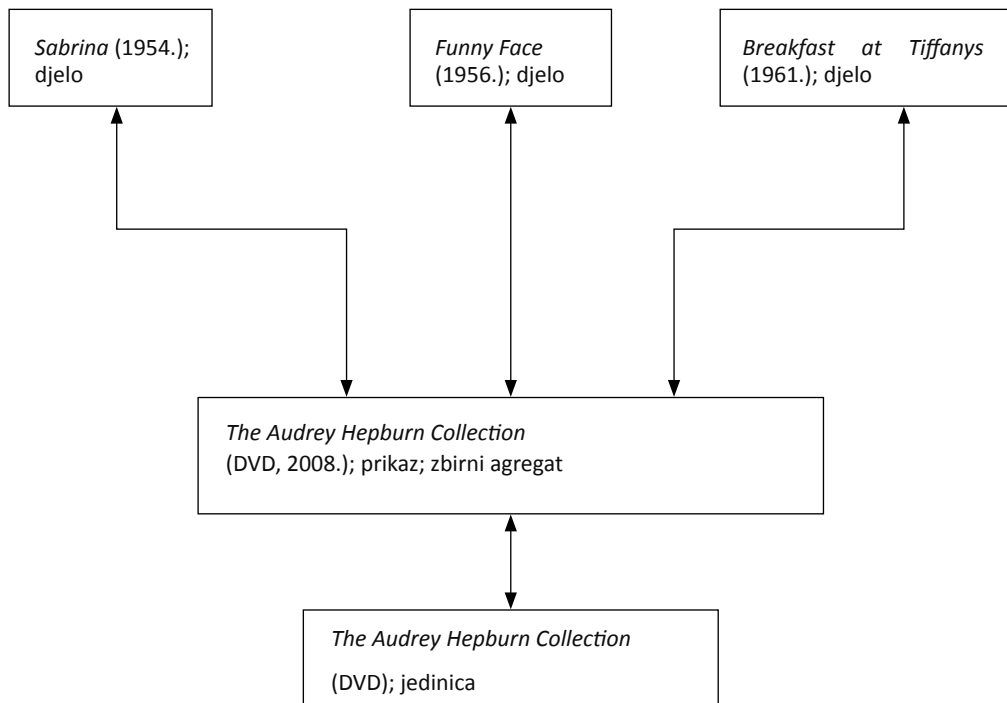 Sabrina (1954.);
djelo
Funny Face
(1956.); djelo
Breakfast at Tiffanys
(1961.); djelo
The Audrey Hepburn Collection
(DVD, 2008.); prikaz; zbirni agregat
The Audrey Hepburn Collection
(DVD); jedinica